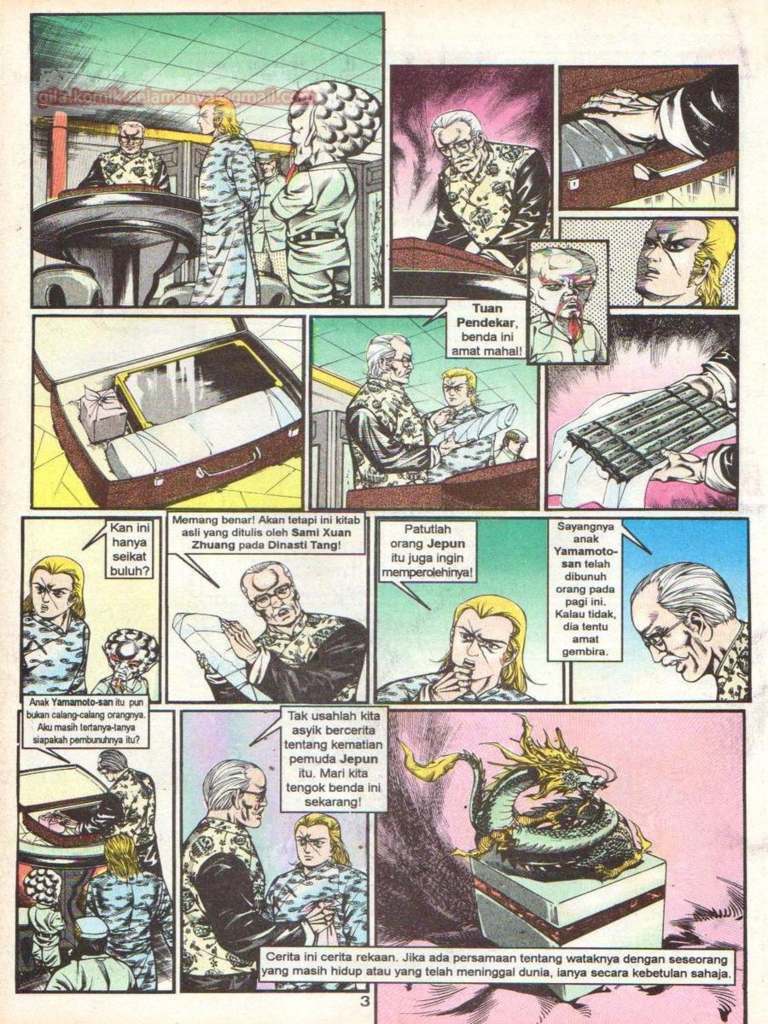 gila.komik.selamanya@gmail.com
Tuan
Pendekar,
benda ini
amat mahal!
Kan ini
hanya
seikat
buluh?
Memang benar! Akan tetapi ini kitab
asli yang ditulis oleh Sami Xuan
Zhuang pada Dinasti Tang!
Patutlah
orang Jepun
itu juga ingin
memperolehinya!
Sayangnya
anak
Yamamoto-
san telah
dibunuh
orang pada
pagi ini.
Kalau tidak,
dia tentu
amat
gembira.
Anak Yamamoto-san itu pun
bukan calang-calang orangnya.
Aku masih tertanya-tanya
siapakah pembunuhnya itu?
Tak usahlah kita
asyik bercerita
tentang kematian
pemuda Jepun
itu. Mari kita
tengok benda ini
sekarang!
Cerita ini cerita rekaan. Jika ada persamaan tentang wataknya dengan seseorang
yang masih hidup atau yang telah meninggal dunia, ianya secara kebetulan sahaja.
3